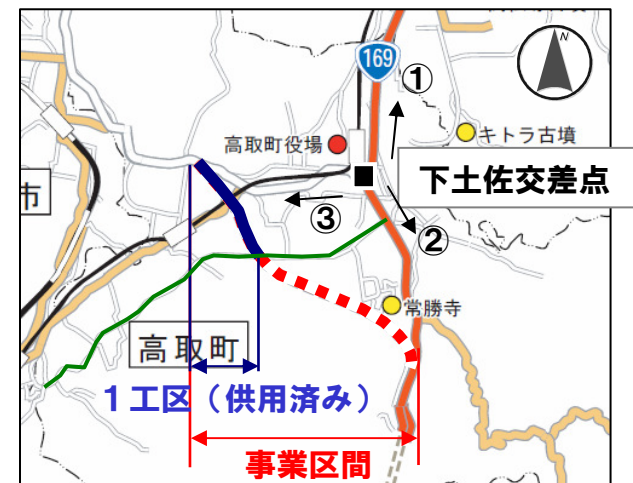 N
169
①
高取町役場
キトラ古墳
下土佐交差点
市
③
②
常勝寺
高取町
1工区（供用済み）
事業区間